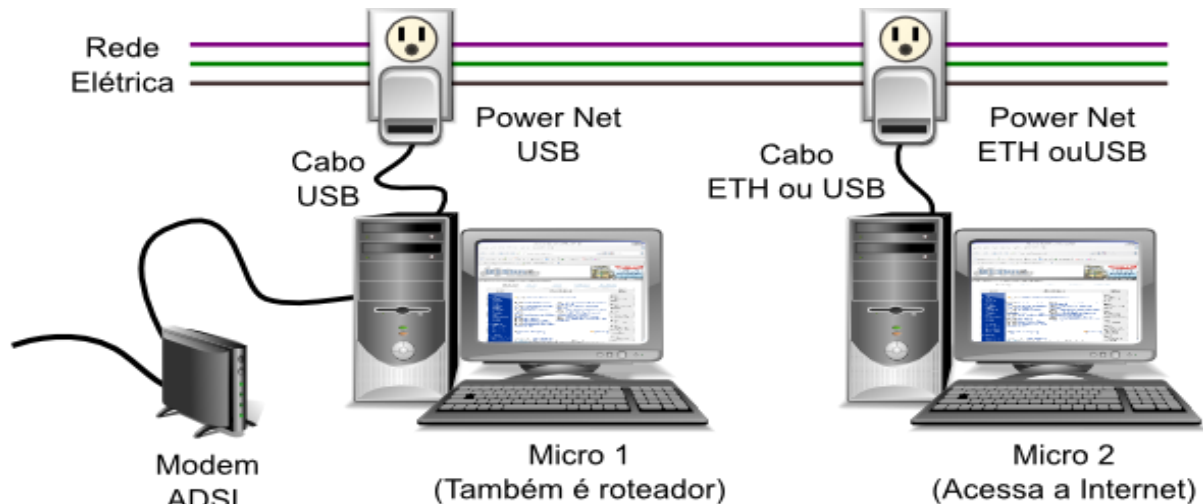 Rede
Elétrica
Power Net
USB
Power Net
ETH ouUSB
Cabo
USB
Cabo
ETH ou USB
Modem
ADSL
Micro 1
(Também é roteador)
Micro 2
(Acessa a Internet)